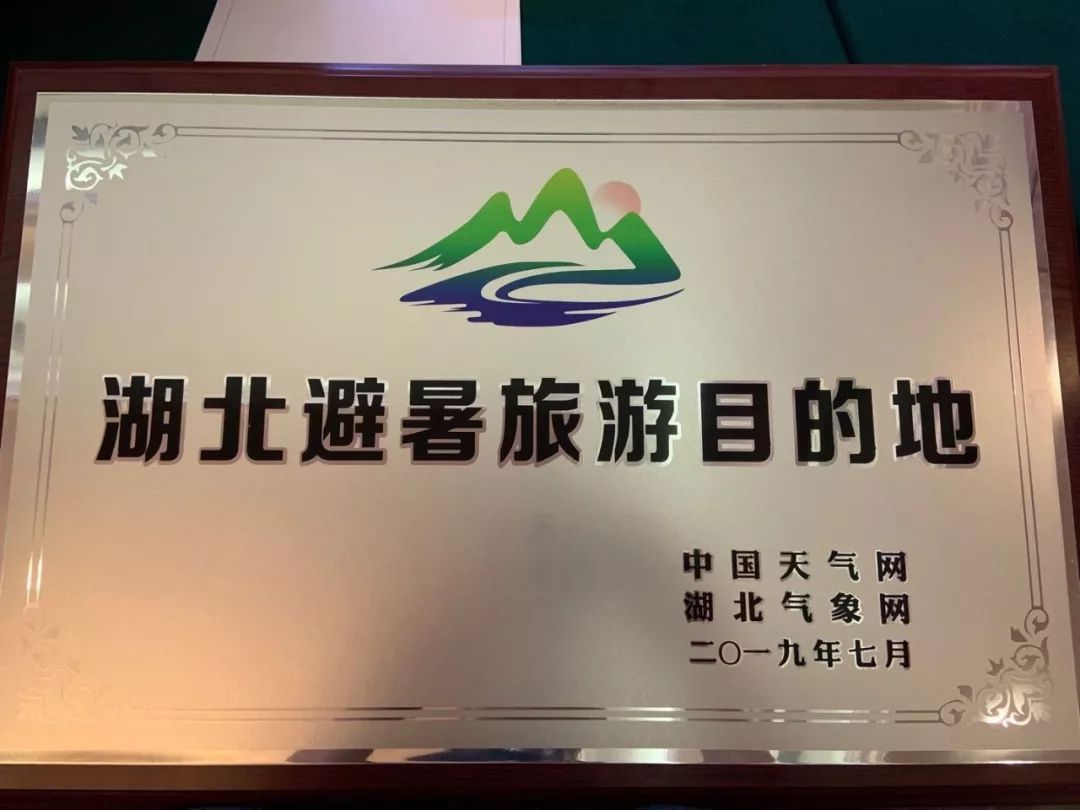 湖北避暑旅游目的地
中国天气网
湖北气象网
二〇一九年七月